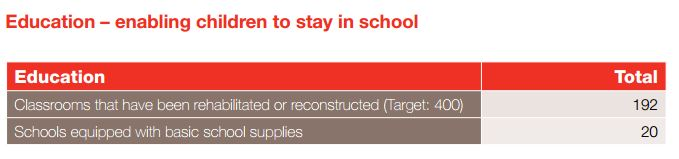 Education – enabling children to stay in school
Education Total
Classrooms that have been rehabilitated or reconstructed (Target: 400) 192
Schools equipped with basic school supplies 20